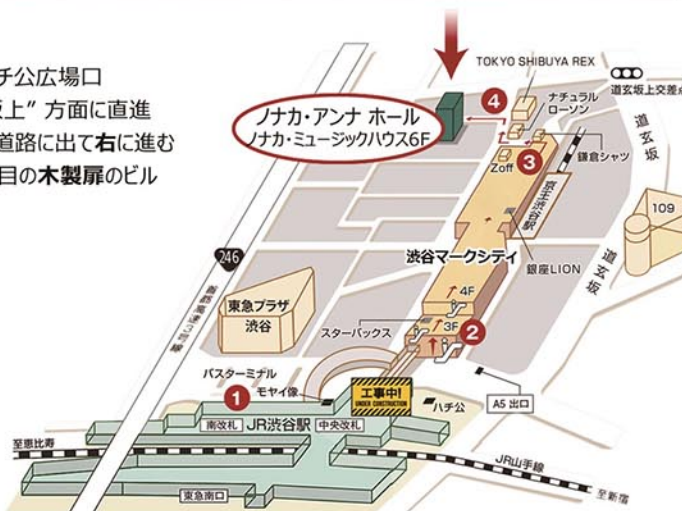 チ公広場口
坂上” 方面に直進
道路に出て右に進む
目の木製扉のビル
ノナカ・アンナ ホール
ノナカ・ミュージックハウス6F
TOKYO SHIBUYA REX
ナチュラル
ローソン
道玄坂上交差点
道玄坂
4
3
Zoff
鎌倉シャツ
京王渋谷駅
109
道玄坂
渋谷マークシティ
銀座LION
246
首都高速3号線
東急プラザ
渋谷
4F
3F
2
スターバックス
バスターミナル
モヤイ像
1
工事中!
UNDER CONSTRUCTION
ハチ公
A5 出口
南改札
JR渋谷駅
中央改札
至恵比寿
JR山手線
至新宿
東急南口